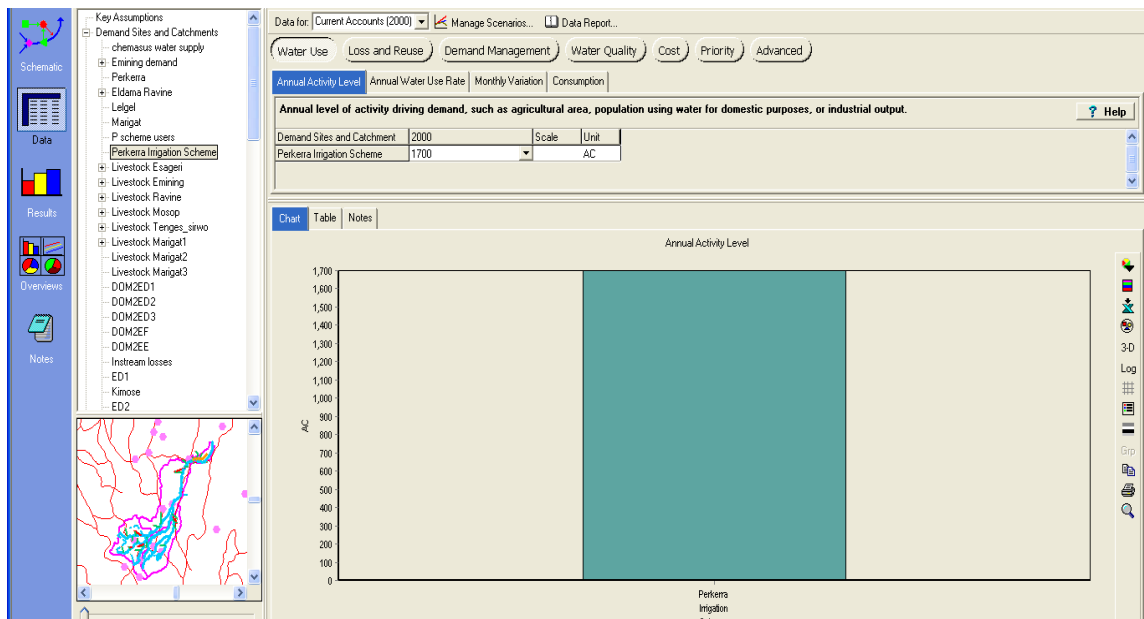 Schematic
Data
Results
Overviews
Notes
Key Assumptions
Demand Sites and Catchments
chemasus water supply
Emining demand
Perkerra
Eldama Ravine
Lelgel
Marigat
P scheme users
Perkerra Irrigation Scheme
Livestock Esageri
Livestock Emining
Livestock Ravine
Livestock Mosop
Livestock Tenges_sirwo
Livestock Marigat1
Livestock Marigat2
Livestock Marigat3
DOM2ED1
DOM2ED2
DOM2ED3
DOM2EF
DOM2EE
Instream losses
ED1
Kimose
ED2
Data for: Current Accounts (2000) Manage Scenarios... Data Report...
Water Use Loss and Reuse Demand Management Water Quality Cost Priority Advanced
Annual Activity Level Annual Water Use Rate Monthly Variation Consumption
Annual level of activity driving demand, such as agricultural area, population using water for domestic purposes, or industrial output.
? Help
Demand Sites and Catchment 2000 Scale Unit
Perkerra Irrigation Scheme 1700 AC
Chart Table Notes
Annual Activity Level
1,700
1,600
1,500
1,400
1,300
1,200
1,100
1,000
900
800
700
600
500
400
300
200
100
0
AC
Perkerra
Irrigation
3-D
Log
Grp